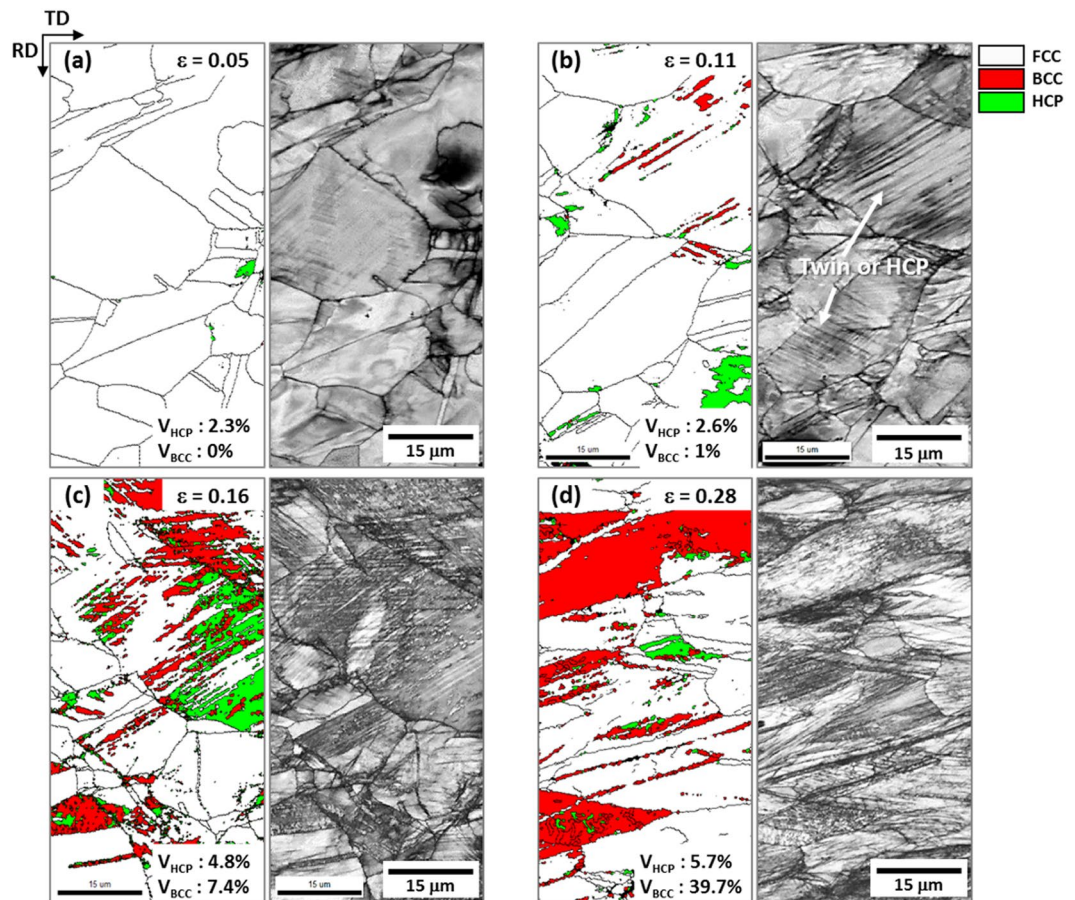 TD
RD
(a)
ε = 0.05
V_HCP : 2.3%
V_BCC : 0%
15 μm
(b)
ε = 0.11
Twin or HCP
V_HCP : 2.6%
V_BCC : 1%
15 um
15 um
15 μm
FCC
BCC
HCP
(c)
ε = 0.16
V_HCP : 4.8%
V_BCC : 7.4%
15 um
15 um
15 μm
(d)
ε = 0.28
V_HCP : 5.7%
V_BCC : 39.7%
15 um
15 μm